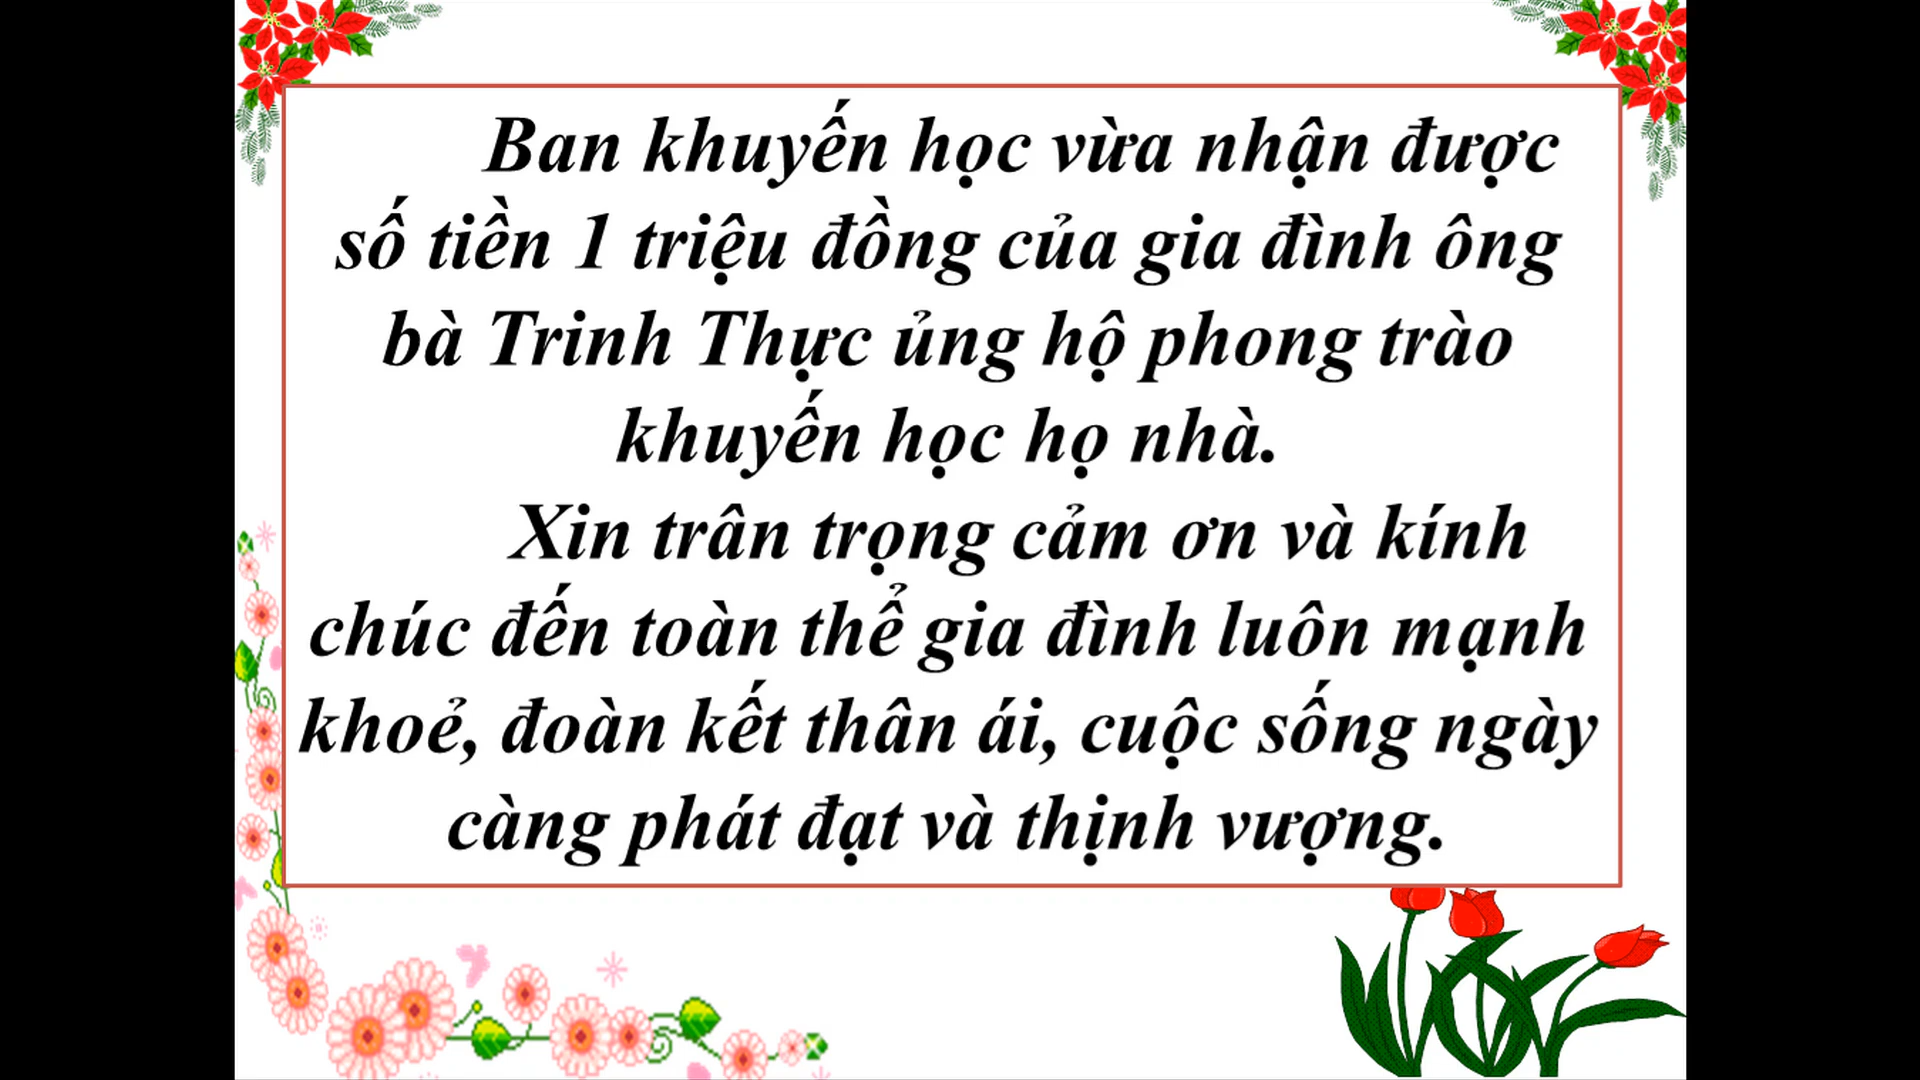 Ban khuyến học vừa nhận được
số tiền 1 triệu đồng của gia đình ông
bà Trinh Thực ủng hộ phong trào
khuyến học họ nhà.
Xin trân trọng cảm ơn và kính
chúc đến toàn thể gia đình luôn mạnh
khoẻ, đoàn kết thân ái, cuộc sống ngày
càng phát đạt và thịnh vượng.